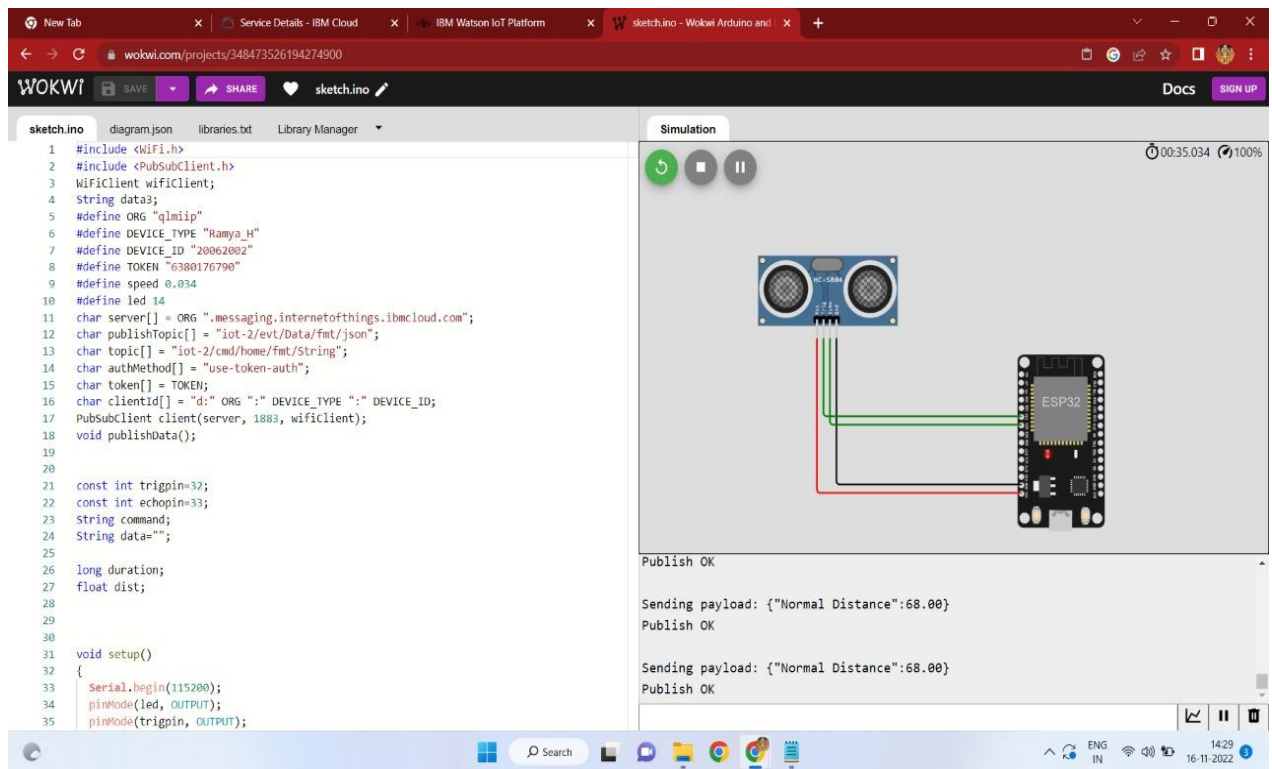 New Tab
Service Details - IBM Cloud
IBM Watson IoT Platform
sketch.ino - Wokwi Arduino and
wokwi.com/projects/348473526194274900
WOKWI
SAVE
SHARE
sketch.ino
Docs
SIGN UP
sketch.ino
diagram.json
libraries.txt
Library Manager
1 #include <WiFi.h>
2 #include <PubSubClient.h>
3 WiFiClient wifiClient;
4 String data3;
5 #define ORG "qlmiip"
6 #define DEVICE_TYPE "Ramya_H"
7 #define DEVICE_ID "20062002"
8 #define TOKEN "6380176790"
9 #define speed 0.034
10 #define led 14
11 char server[] = ORG ".messaging.internetofthings.ibmcloud.com";
12 char publishTopic[] = "iot-2/evt/Data/fmt/json";
13 char topic[] = "iot-2/cmd/home/fmt/String";
14 char authMethod[] = "use-token-auth";
15 char token[] = TOKEN;
16 char clientId[] = "d:" ORG ":" DEVICE_TYPE ":" DEVICE_ID;
17 PubSubClient client(server, 1883, wifiClient);
18 void publishData();
19
20
21 const int trigpin=32;
22 const int echopin=33;
23 String command;
24 String data="";
25
26 long duration;
27 float dist;
28
29
30
31 void setup()
32 {
33 Serial.begin(115200);
34 pinMode(led, OUTPUT);
35 pinMode(trigpin, OUTPUT);
Simulation
00:35.034 100%
HC-SR04
ESP32
Publish OK
Sending payload: {"Normal Distance":68.00}
Publish OK
Sending payload: {"Normal Distance":68.00}
Publish OK
Search
ENG
IN
14:29
16-11-2022
3